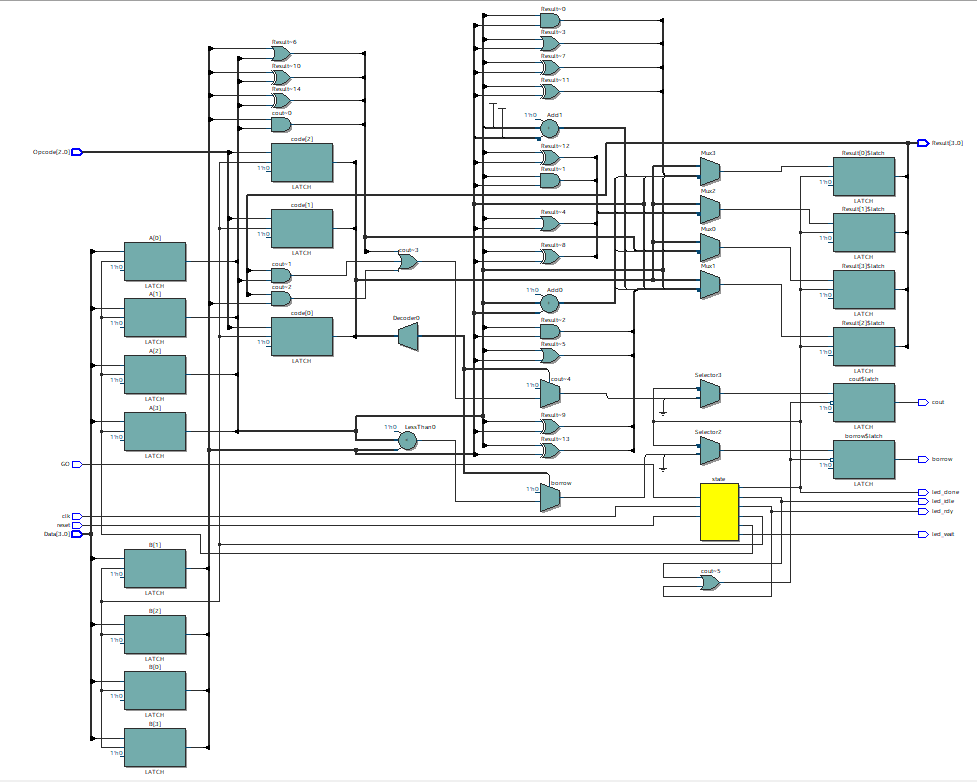 Result~0
Result~3
Result~6
Result~7
Result~10
Result~11
Result~14
cout~0
1'h0
Add1
code[2]
Result~12
Mux3
Result[0]$latch
Result[3..0]
Opcode[2..0]
1'h0
LATCH
Result~1
1'h0
LATCH
Mux2
code[1]
Result~4
Result[1]$latch
Mux0
1'h0
LATCH
1'h0
LATCH
A[0]
Result~8
cout~3
1'h0
LATCH
cout~1
Mux1
Result[3]$latch
cout~2
1'h0
Add0
1'h0
LATCH
A[1]
code[0]
Decoder0
Result~2
Result[2]$latch
1'h0
LATCH
1'h0
LATCH
Result~5
1'h0
LATCH
A[2]
cout~4
Selector3
cout$latch
1'h0
LATCH
1'h0
cout
1'h0
LATCH
A[3]
Result~9
1'h0
LessThan0
Selector2
borrow$latch
1'h0
LATCH
Result~13
GO
borrow
1'h0
LATCH
borrow
1'h0
state
led_done
led_idle
led_rdy
clk
reset
Data[3..0]
led_wait
B[1]
1'h0
LATCH
cout~5
B[2]
1'h0
LATCH
B[0]
1'h0
LATCH
B[3]
1'h0
LATCH